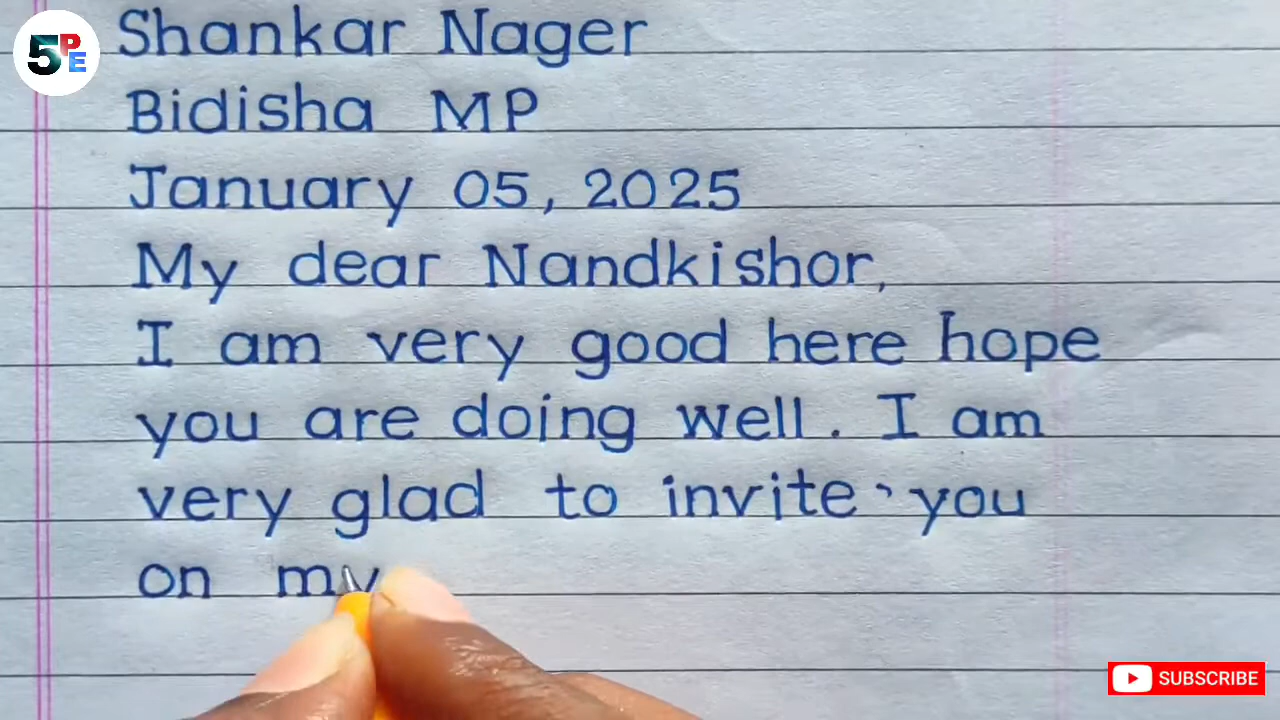 5PE
Shankar Nager
Bidisha MP
January 05, 2025
My dear Nandkishor,
I am very good here hope
you are doing well. I am
very glad to invite you
on my
SUBSCRIBE